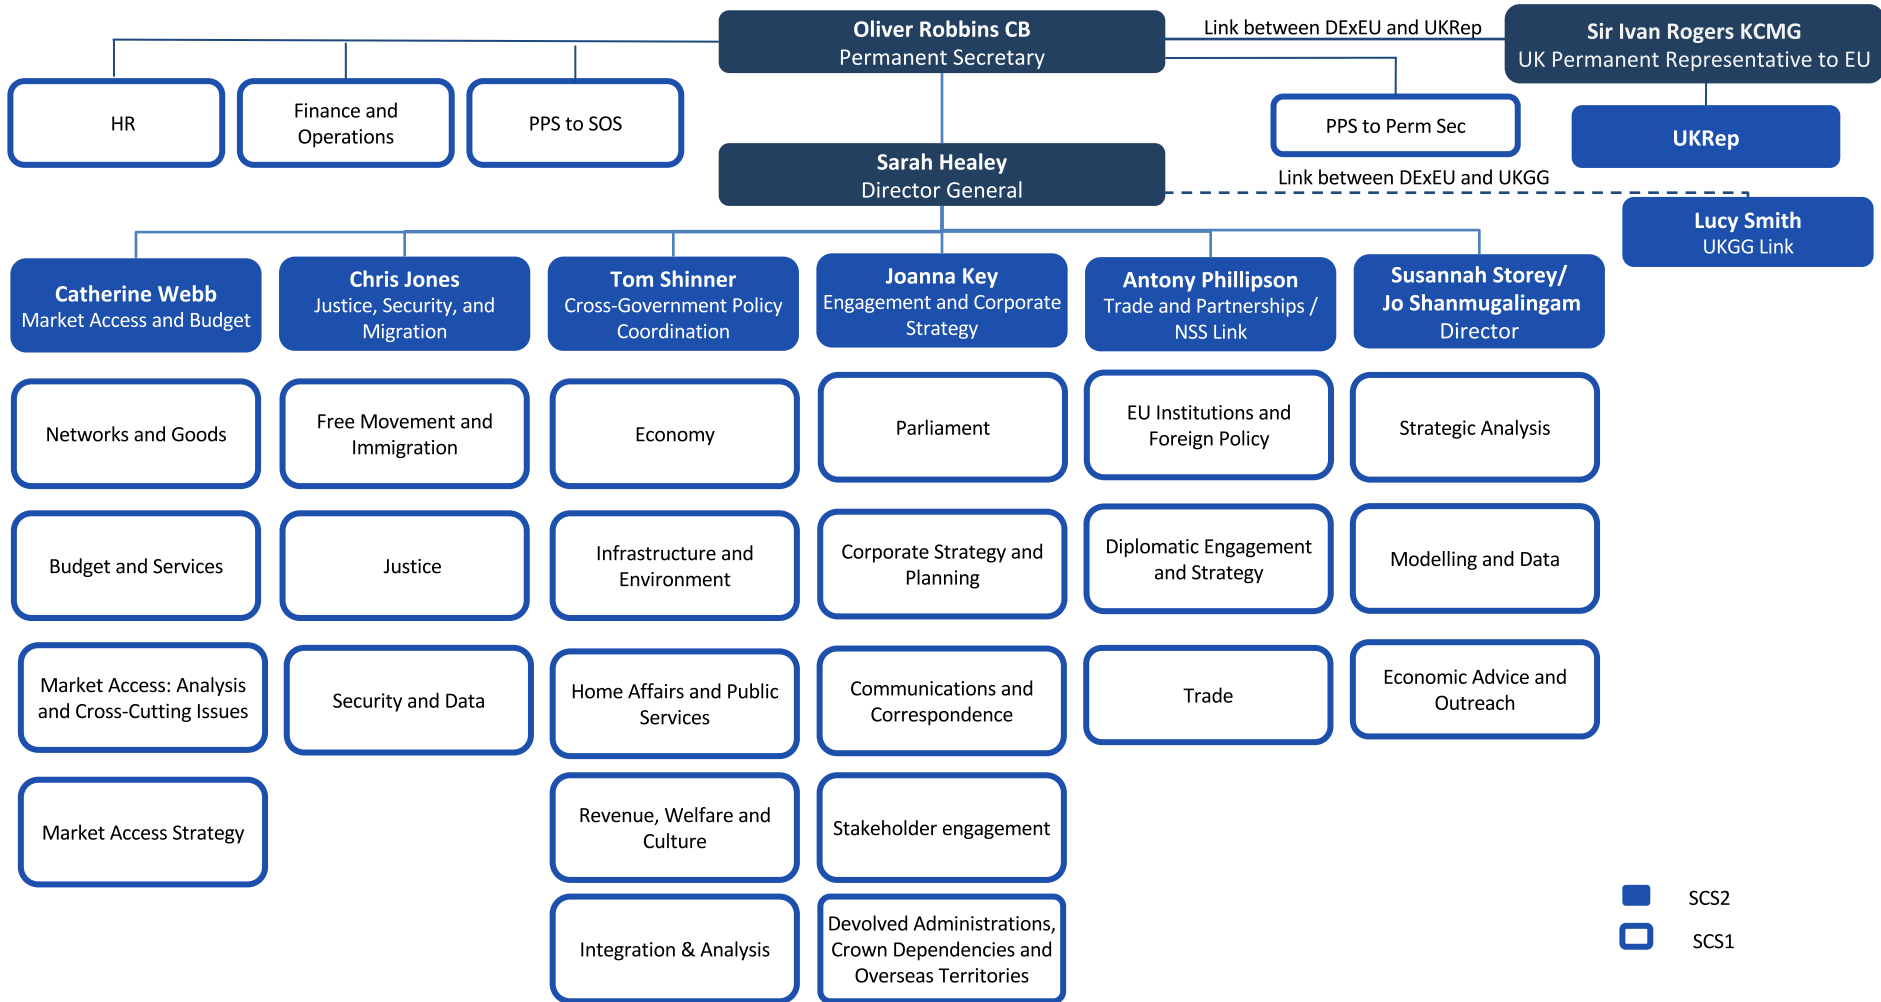 Oliver Robbins CB
Permanent Secretary
Link between DExEU and UKRep
Sir Ivan Rogers KCMG
UK Permanent Representative to EU
HR
Finance and
Operations
PPS to SOS
PPS to Perm Sec
UKRep
Sarah Healey
Director General
Link between DExEU and UKGG
Lucy Smith
UKGG Link
Catherine Webb
Market Access and Budget
Chris Jones
Justice, Security, and
Migration
Tom Shinner
Cross-Government Policy
Coordination
Joanna Key
Engagement and Corporate
Strategy
Antony Phillipson
Trade and Partnerships /
NSS Link
Susannah Storey/
Jo Shanmugalingam
Director
Networks and Goods
Free Movement and
Immigration
Economy
Parliament
EU Institutions and
Foreign Policy
Strategic Analysis
Budget and Services
Justice
Infrastructure and
Environment
Corporate Strategy and
Planning
Diplomatic Engagement
and Strategy
Modelling and Data
Market Access: Analysis
and Cross-Cutting Issues
Security and Data
Home Affairs and Public
Services
Communications and
Correspondence
Trade
Economic Advice and
Outreach
Market Access Strategy
Revenue, Welfare and
Culture
Stakeholder engagement
Integration & Analysis
Devolved Administrations,
Crown Dependencies and
Overseas Territories
SCS2
SCS1